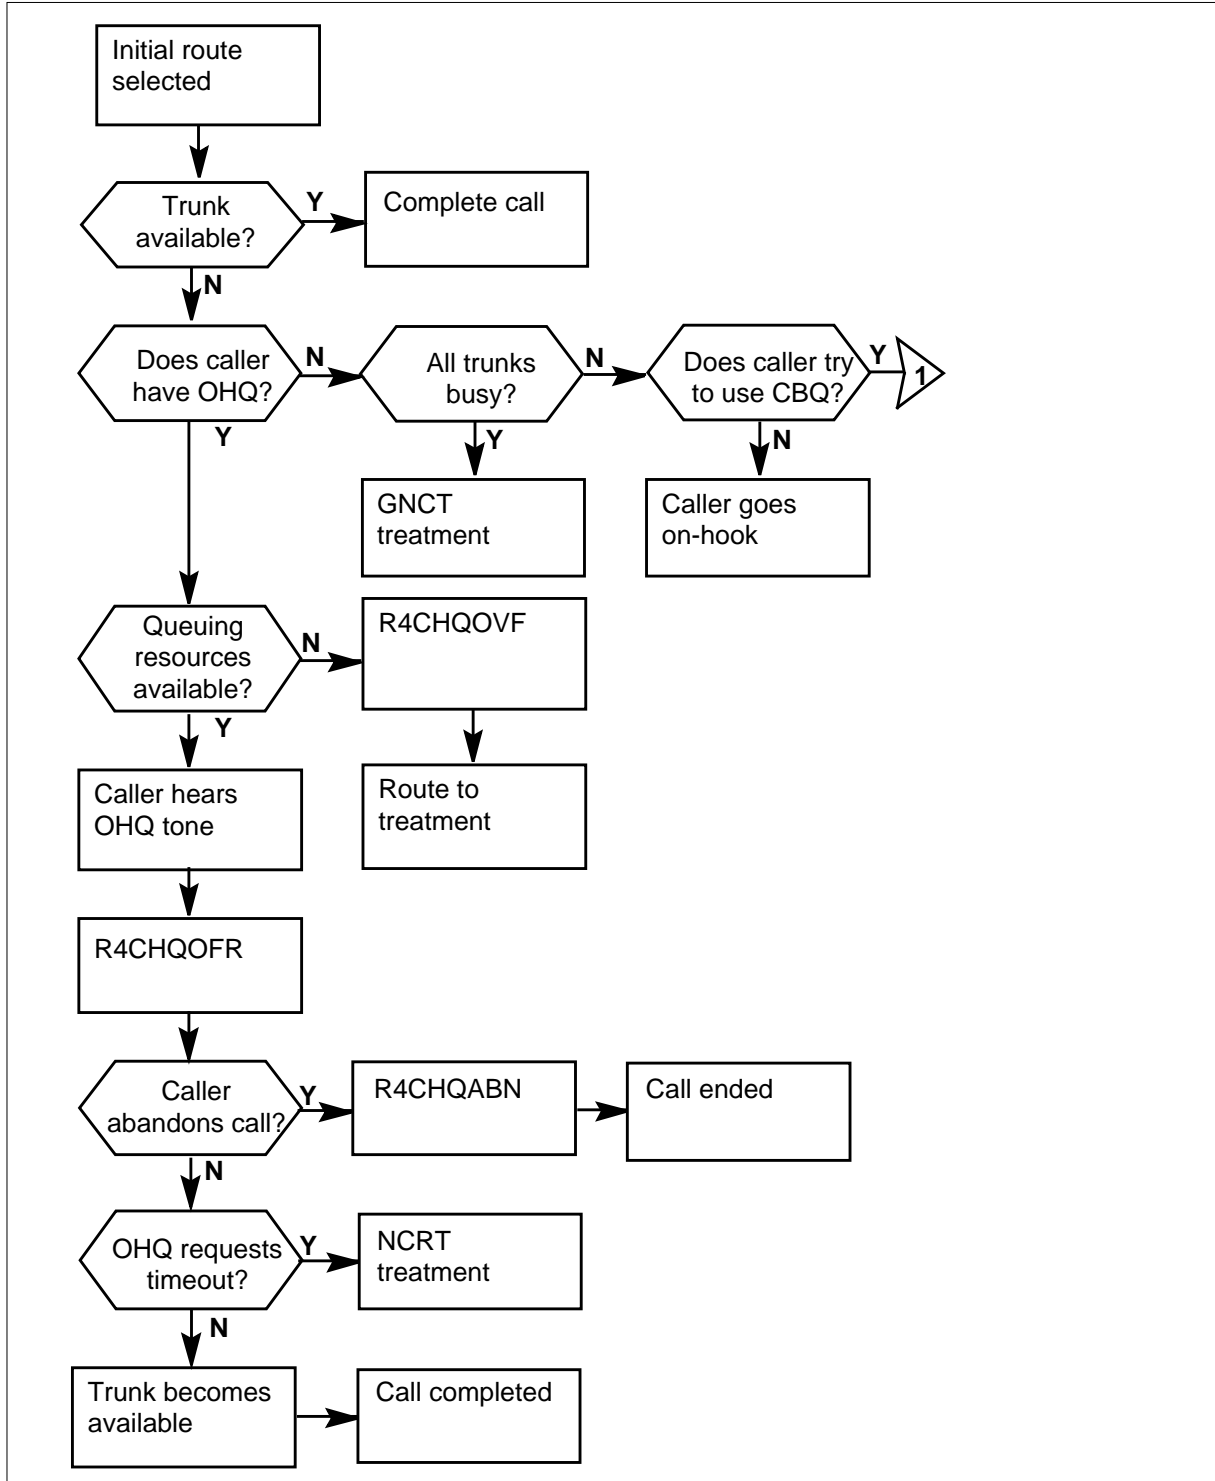 Initial route
selected
Trunk
available?
Y
Complete call
N
Does caller
have OHQ?
N
All trunks
busy?
N
Does caller try
to use CBQ?
Y
1
Y
Y
N
GNCT
treatment
Caller goes
on-hook
Queuing
resources
available?
N
R4CHQOVF
Y
Caller hears
OHQ tone
Route to
treatment
R4CHQOFR
Caller
abandons call?
Y
R4CHQABN
Call ended
N
OHQ requests
timeout?
Y
NCRT
treatment
N
Trunk becomes
available
Call completed